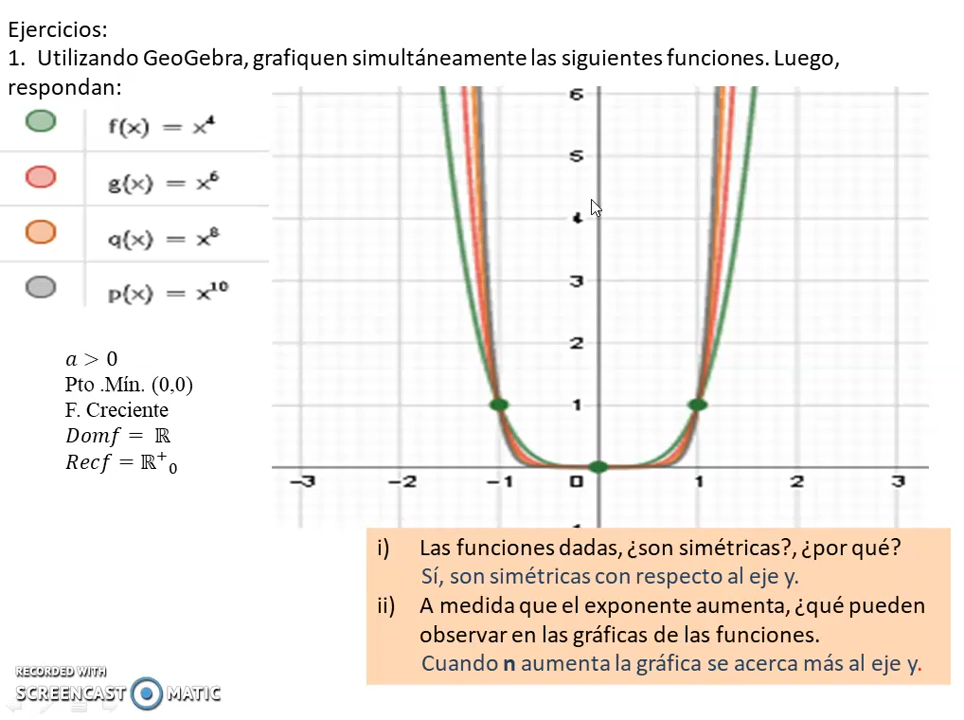 Ejercicios:
1. Utilizando GeoGebra, grafiquen simultáneamente las siguientes funciones. Luego,
respondan:
f(x) = x⁴
g(x) = x⁶
q(x) = x⁸
p(x) = x¹⁰
a > 0
Pto .Mín. (0,0)
F. Creciente
Domf = ℝ
Recf = ℝ⁺₀
6
5
4
3
2
1
-3 -2 -1 0 1 2 3
i) Las funciones dadas, ¿son simétricas?, ¿por qué?
Sí, son simétricas con respecto al eje y.
ii) A medida que el exponente aumenta, ¿qué pueden
observar en las gráficas de las funciones.
Cuando n aumenta la gráfica se acerca más al eje y.
RECORDED WITH
SCREENCAST MATIC